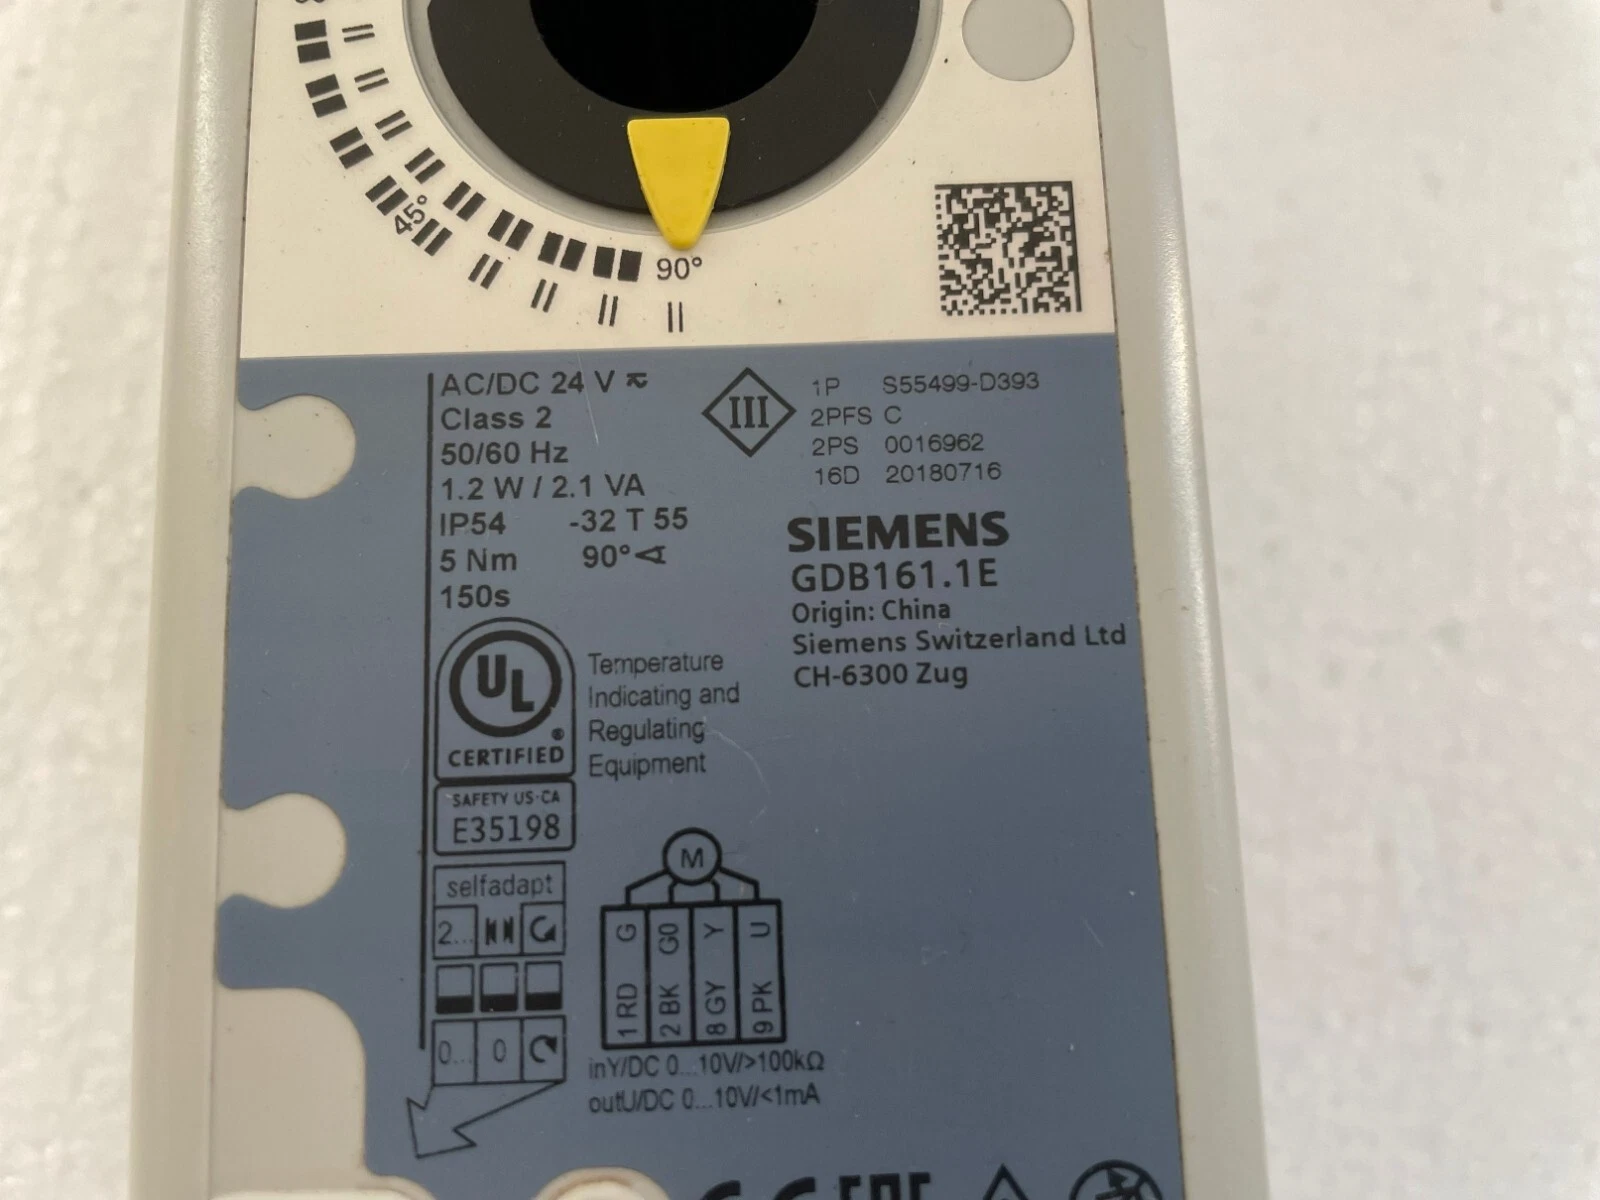 45°
90°
AC/DC 24 V
Class 2
50/60 Hz
1.2 W / 2.1 VA
IP54 -32 T 55
5 Nm 90°
150s
III
1P S55499-D393
2PFS C
2PS 0016962
16D 20180716
SIEMENS
GDB161.1E
Origin: China
Siemens Switzerland Ltd
CH-6300 Zug
UL
®
CERTIFIED
SAFETY US-CA
E35198
Temperature
Indicating and
Regulating
Equipment
selfadapt
2...
0... 0
M
1 RD G
2 BK G0
8 GY Y
9 PK U
inY/DC 0...10V/>100kΩ
outU/DC 0...10V/<1mA